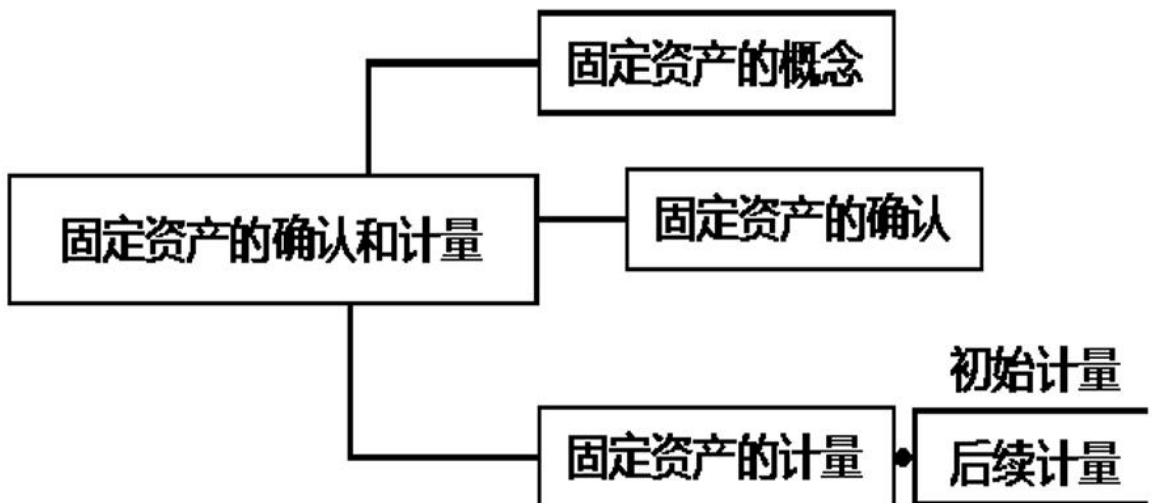 固定资产的概念
固定资产的确认和计量
固定资产的确认
初始计量
固定资产的计量
后续计量